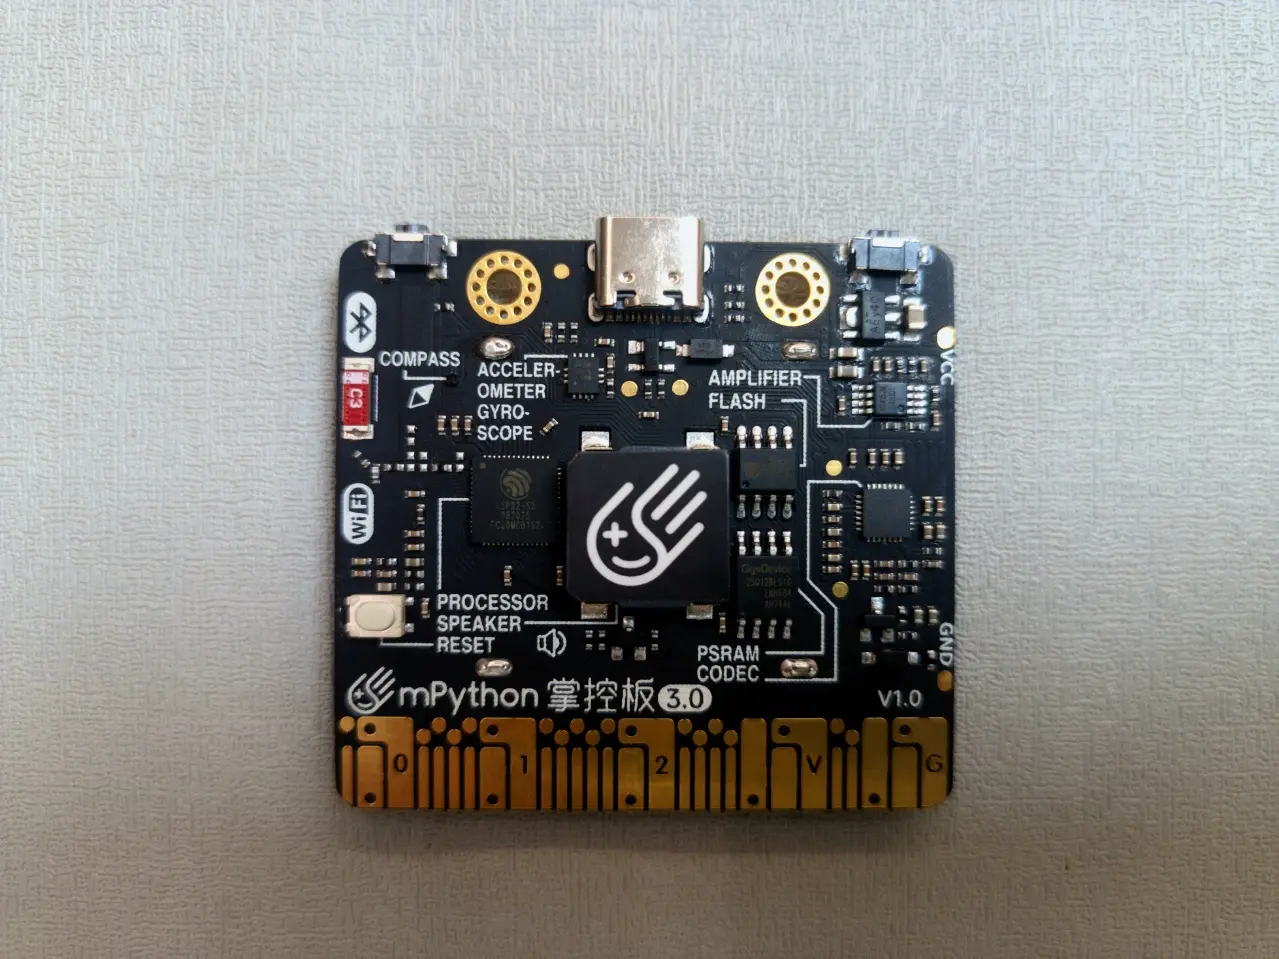 COMPASS
ACCELER-
OMETER
GYRO-
SCOPE
AMPLIFIER
FLASH
VCC
C3
WiFi
PROCESSOR
SPEAKER
RESET
PSRAM
CODEC
GND
mPython 掌控板 3.0
V1.0
0 1 2 V G